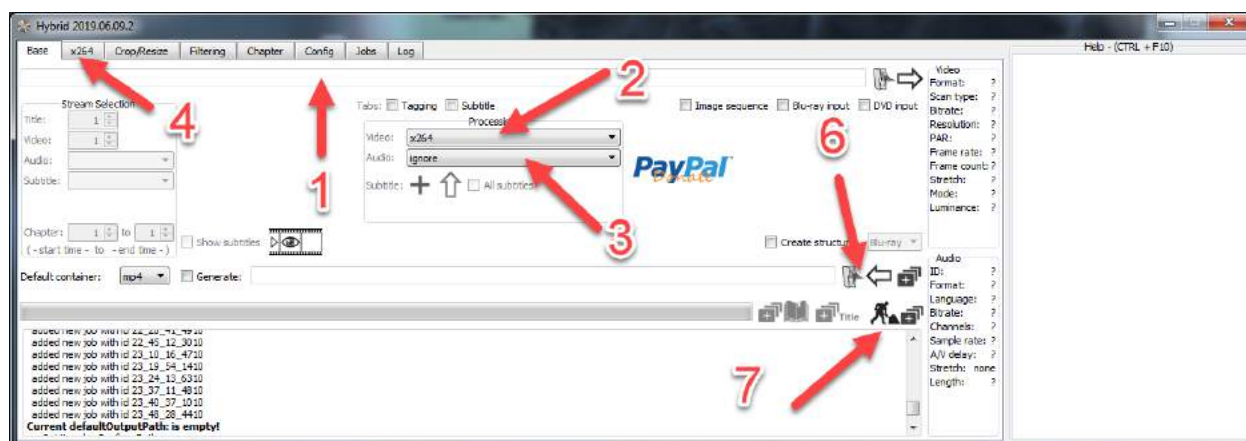 Hybrid 2019.06.09.2
Base x264 Crop/Resize Filtering Chapter Config Jobs Log
Help - (CTRL + F10)
4
1
2
3
6
7
Stream Selection
Title: 1
Video: 1
Audio:
Subtitle:
Chapter: 1 to 1
( -start time - to -end time - )
Show subtitles
Tabs: Tagging Subtitle
Image sequence Blu-ray input DVD input
Video: x264
Audio: ignore
Subtitle: All subtitles
PayPal
Donate
Create structure Blu-ray
Default container: mp4 Generate:
Title
added new job with id 22_45_12_3010
added new job with id 23_10_16_4710
added new job with id 23_19_54_1410
added new job with id 23_24_13_6310
added new job with id 23_37_11_4810
added new job with id 23_40_37_1010
added new job with id 23_48_28_4410
Current defaultOutputPath: is empty!
Video
Format: ?
Scan type: ?
Bitrate: ?
Resolution: ?
PAR: ?
Frame rate: ?
Frame count: ?
Stretch: ?
Mode: ?
Luminance: ?
Audio
ID: ?
Format: ?
Language: ?
Bitrate: ?
Channels: ?
Sample rate: ?
A/V delay: ?
Stretch: none
Length: ?